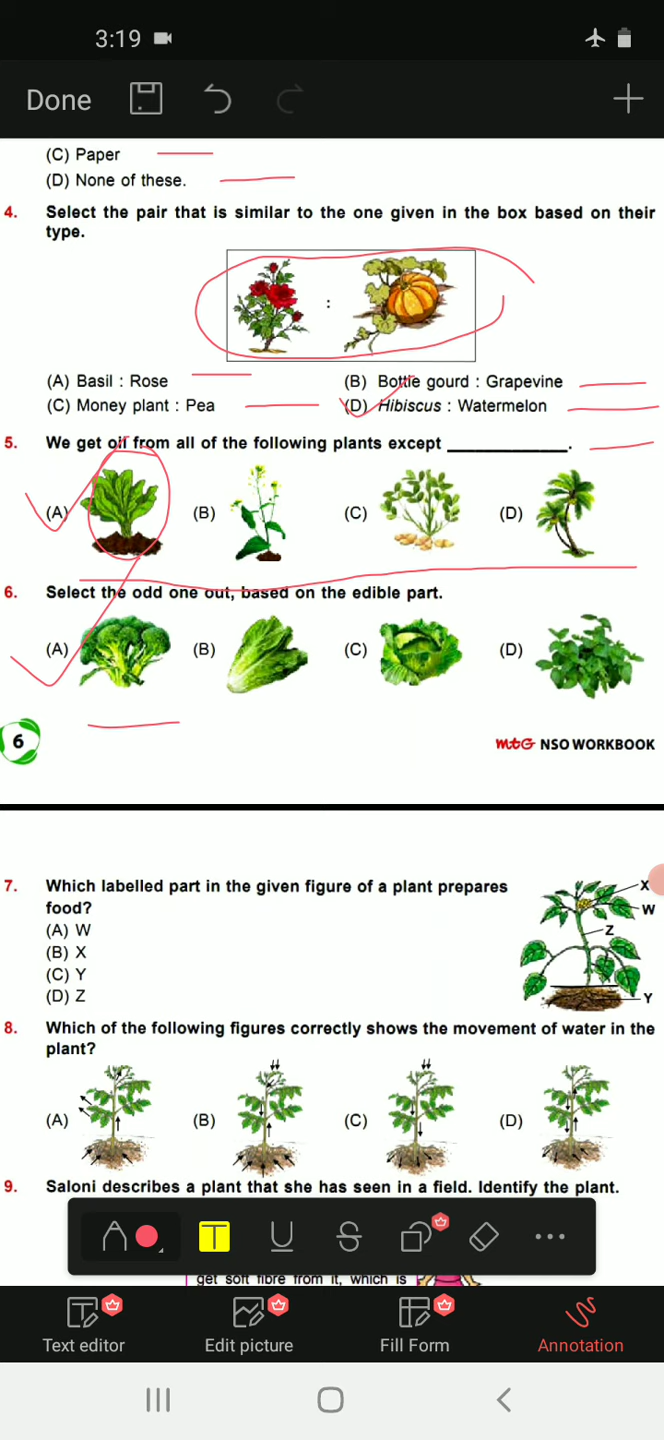 3:19
Done
(C) Paper
(D) None of these.
4. Select the pair that is similar to the one given in the box based on their
type.
:
(A) Basil : Rose
(B) Bottle gourd : Grapevine
(C) Money plant : Pea
(D) Hibiscus : Watermelon
5. We get oil from all of the following plants except ____________.
(A) (B) (C) (D)
6. Select the odd one out, based on the edible part.
(A) (B) (C) (D)
6
mtG NSO WORKBOOK
7. Which labelled part in the given figure of a plant prepares
food?
(A) W
(B) X
(C) Y
(D) Z
X
W
Z
Y
8. Which of the following figures correctly shows the movement of water in the
plant?
(A) (B) (C) (D)
9. Saloni describes a plant that she has seen in a field. Identify the plant.
T U S
get soft fibre from it, which is
Text editor
Edit picture
Fill Form
Annotation